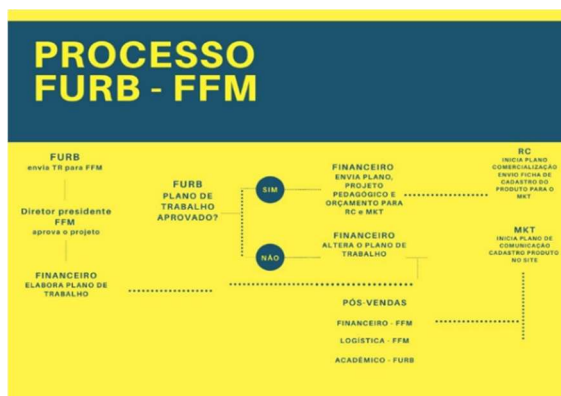 PROCESSO
FURB - FFM
FURB
envia TR para FFM
Diretor presidente
FFM
aprova o projeto
FINANCEIRO
ELABORA PLANO DE
TRABALHO
FURB
PLANO DE
TRABALHO
APROVADO?
SIM
NÃO
FINANCEIRO
ENVIA PLANO,
PROJETO
PEDAGÓGICO E
ORÇAMENTO PARA
RC e MKT
FINANCEIRO
ALTERA O PLANO DE
TRABALHO
RC
INICIA PLANO
COMERCIALIZAÇÃO
ENVIO FICHA DE
CADASTRO DO
PRODUTO PARA O
MKT
MKT
INICIA PLANO DE
COMUNICAÇÃO
CADASTRO PRODUTO
NO SITE
PÓS-VENDAS
FINANCEIRO - FFM
LOGÍSTICA - FFM
ACADÊMICO - FURB